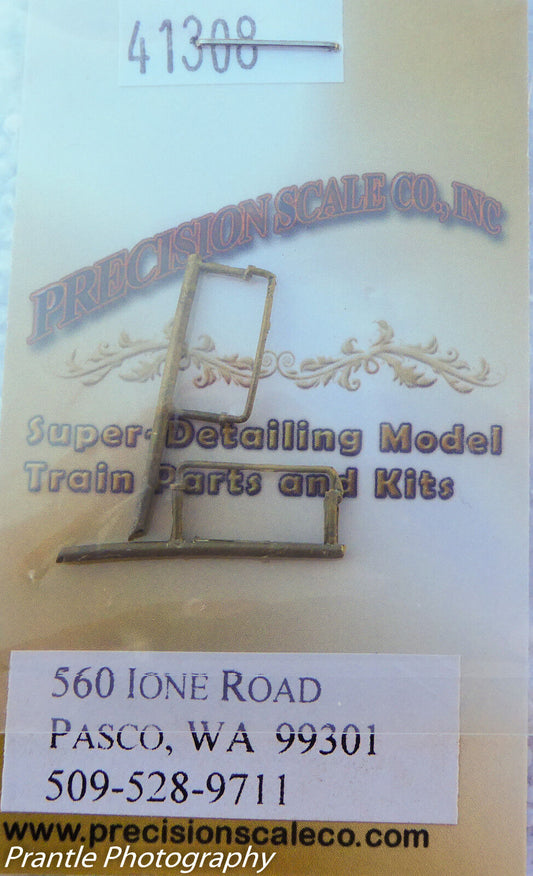 41308
PRECISION SCALE CO., INC
Super-Detailing Model
Train Parts and Kits
560 IONE ROAD
PASCO, WA 99301
509-528-9711
www.precisionscaleco.com
Prantle Photography